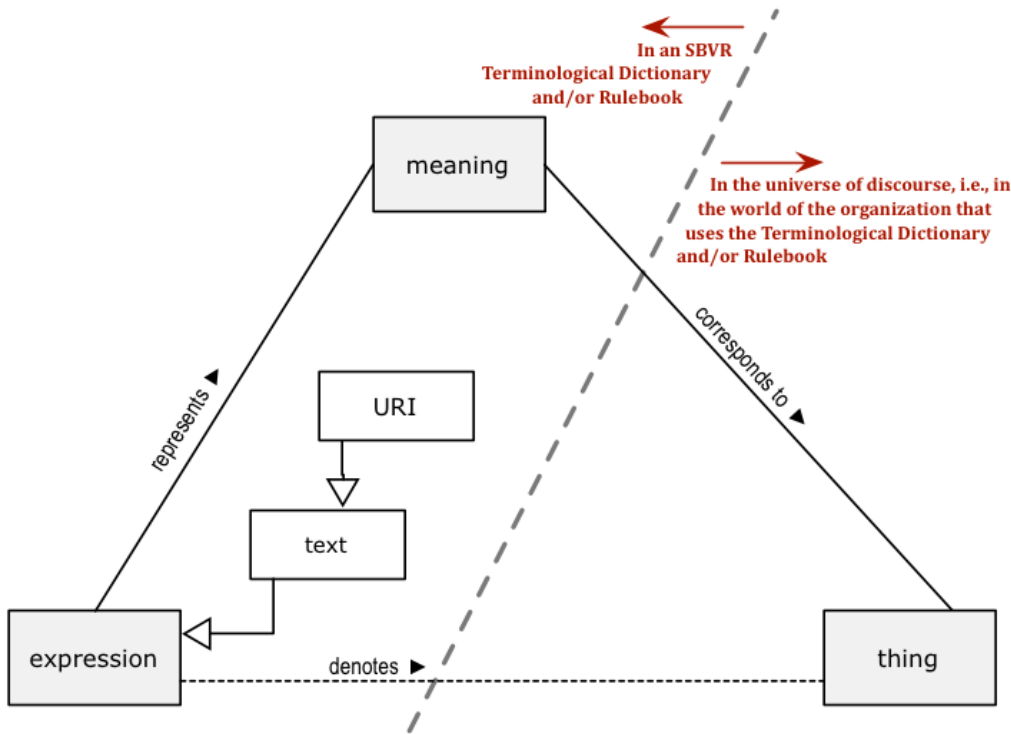 In an SBVR
Terminological Dictionary
and/or Rulebook
meaning
In the universe of discourse, i.e., in
the world of the organization that
uses the Terminological Dictionary
and/or Rulebook
corresponds to ►
represents ►
URI
text
expression
denotes ►
thing